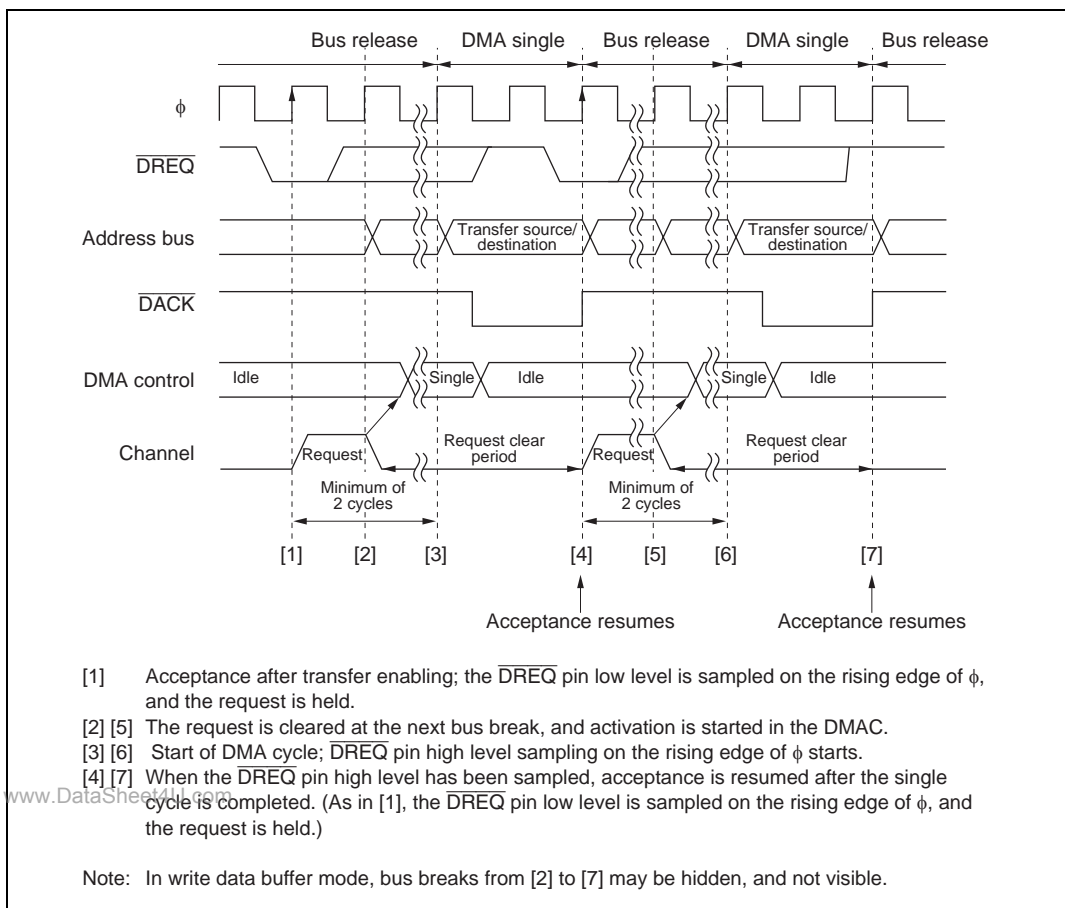 Bus release DMA single Bus release DMA single Bus release
ϕ
DREQ
Address bus
Transfer source/
destination
Transfer source/
destination
DACK
DMA control
Idle Single Idle Single Idle
Channel
Request
Request clear
period
Request
Request clear
period
Minimum of
2 cycles
Minimum of
2 cycles
[1] [2] [3] [4] [5] [6] [7]
Acceptance resumes Acceptance resumes
[1] Acceptance after transfer enabling; the DREQ pin low level is sampled on the rising edge of ϕ,
and the request is held.
[2] [5] The request is cleared at the next bus break, and activation is started in the DMAC.
[3] [6] Start of DMA cycle; DREQ pin high level sampling on the rising edge of ϕ starts.
[4] [7] When the DREQ pin high level has been sampled, acceptance is resumed after the single
cycle is completed. (As in [1], the DREQ pin low level is sampled on the rising edge of ϕ, and
the request is held.)
www.DataSheet4U.com
Note: In write data buffer mode, bus breaks from [2] to [7] may be hidden, and not visible.